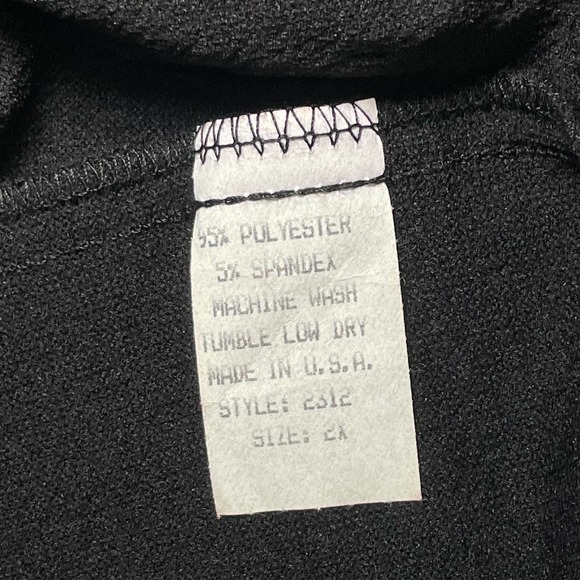 95% POLYESTER
5% SPANDEX
MACHINE WASH
TUMBLE LOW DRY
MADE IN U.S.A.
STYLE: 2312
SIZE: 2X